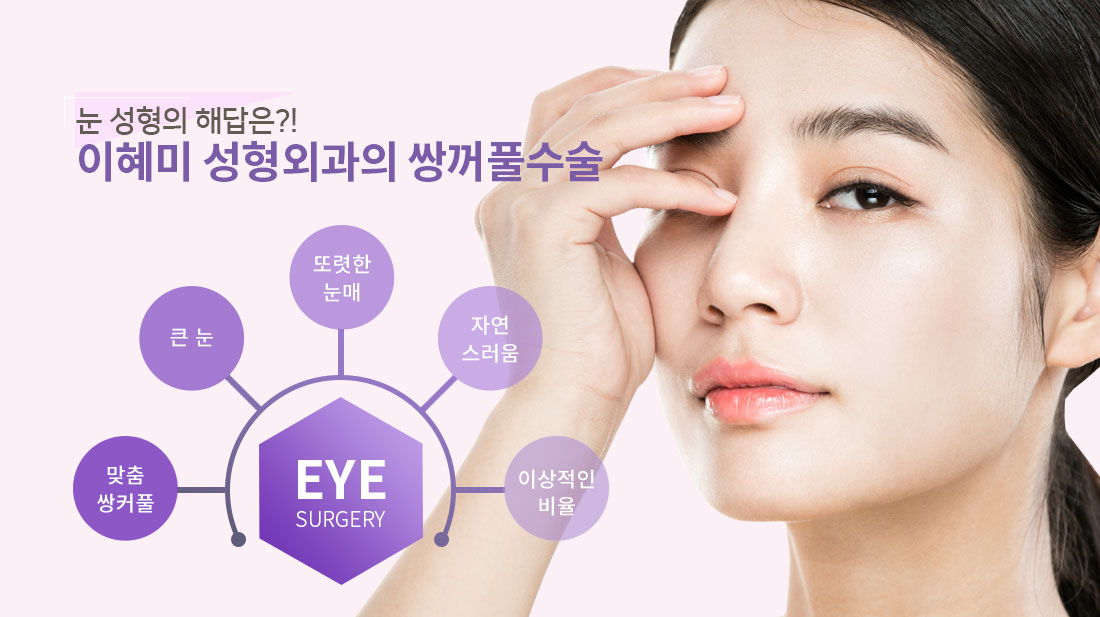 눈 성형의 해답은?!
이혜미 성형외과의 쌍꺼풀수술
또렷한
눈매
큰 눈
자연
스러움
맞춤
쌍커풀
EYE
SURGERY
이상적인
비율